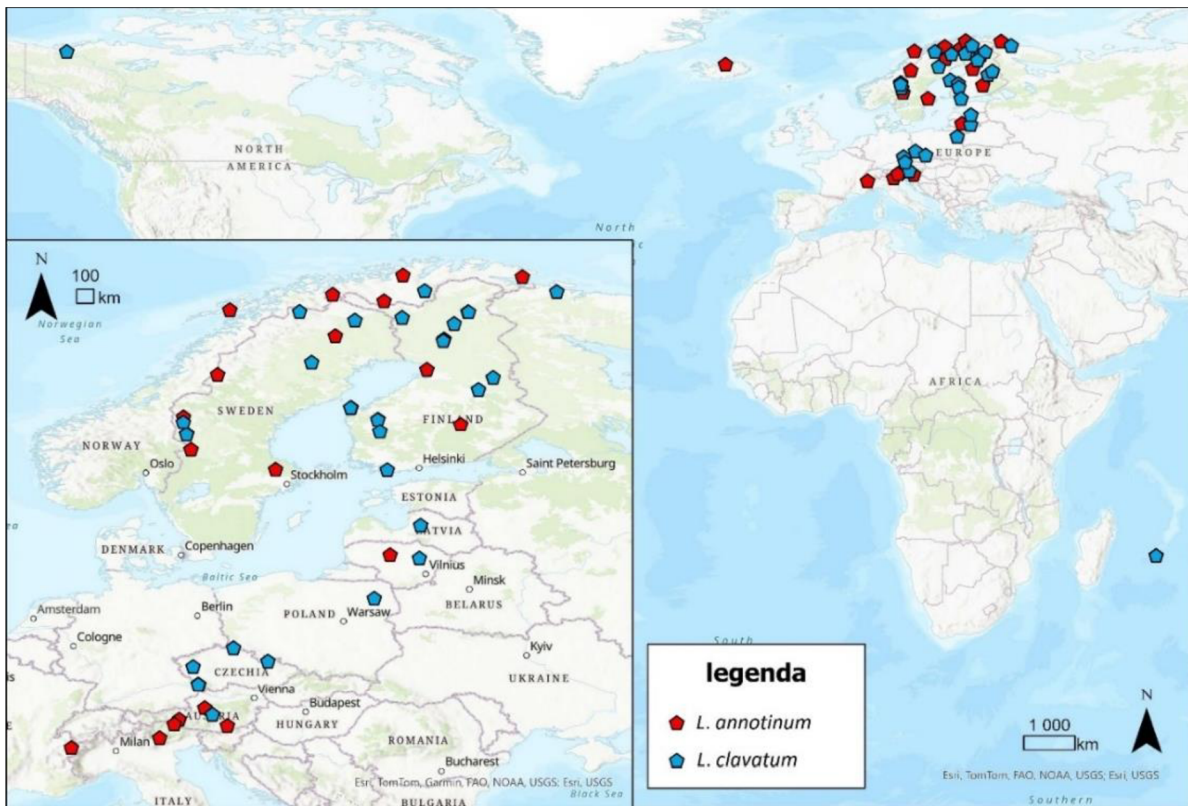 NORTH
AMERICA
North
EUROPE
AFRICA
South
Southern
N
100
km
Norwegian
Sea
SWEDEN
FINLAND
NORWAY
Oslo
Helsinki
Saint Petersburg
Stockholm
ESTONIA
LATVIA
DENMARK
Copenhagen
Vilnius
Baltic Sea
Minsk
BELARUS
Amsterdam
Berlin
POLAND
Warsaw
Cologne
Kyiv
CZECHIA
UKRAINE
Vienna
AUSTRIA
Budapest
HUNGARY
Milan
ROMANIA
Bucharest
Esri, TomTom, Garmin, FAO, NOAA, USGS; Esri, USGS
ITALY
BULGARIA
Black Sea
legenda
L. annotinum
L. clavatum
N
1 000
km
Esri, TomTom, FAO, NOAA, USGS; Esri, USGS